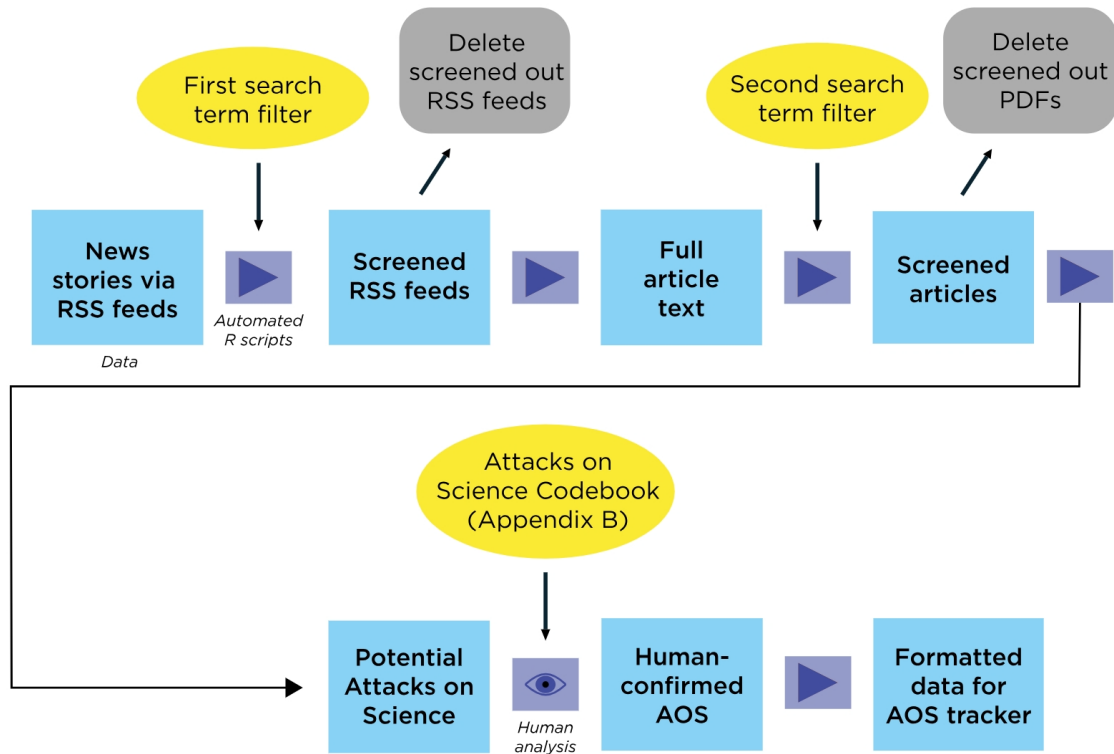 First search
term filter
Delete
screened out
RSS feeds
Second search
term filter
Delete
screened out
PDFs
News
stories via
RSS feeds
Data
Automated
R scripts
Screened
RSS feeds
Full
article
text
Screened
articles
Attacks on
Science Codebook
(Appendix B)
Potential
Attacks on
Science
Human
analysis
Human-
confirmed
AOS
Formatted
data for
AOS tracker